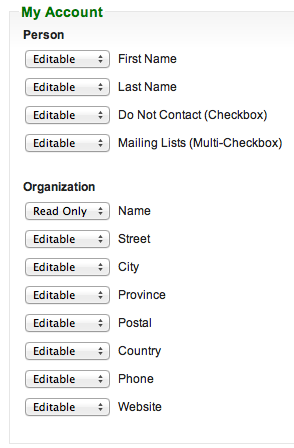 My Account
Person
Editable First Name
Editable Last Name
Editable Do Not Contact (Checkbox)
Editable Mailing Lists (Multi-Checkbox)
Organization
Read Only Name
Editable Street
Editable City
Editable Province
Editable Postal
Editable Country
Editable Phone
Editable Website